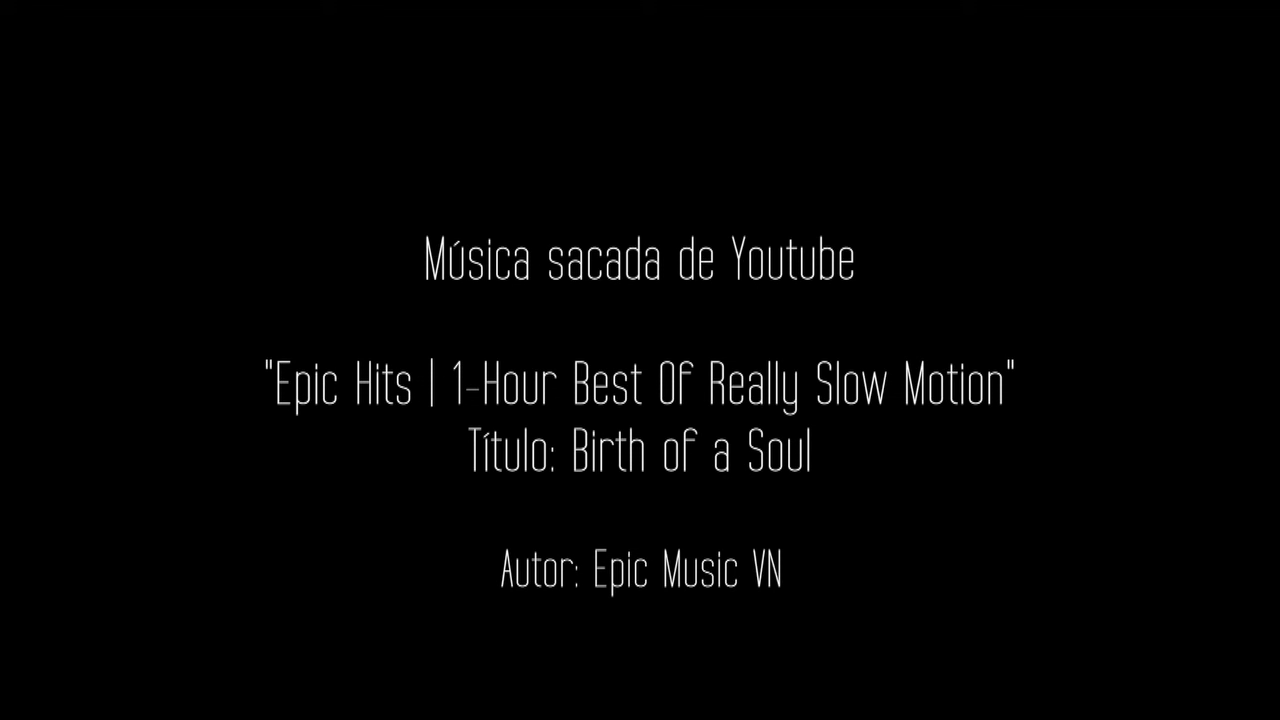 Música sacada de Youtube
"Epic Hits | 1-Hour Best Of Really Slow Motion"
Título: Birth of a Soul
Autor: Epic Music VN